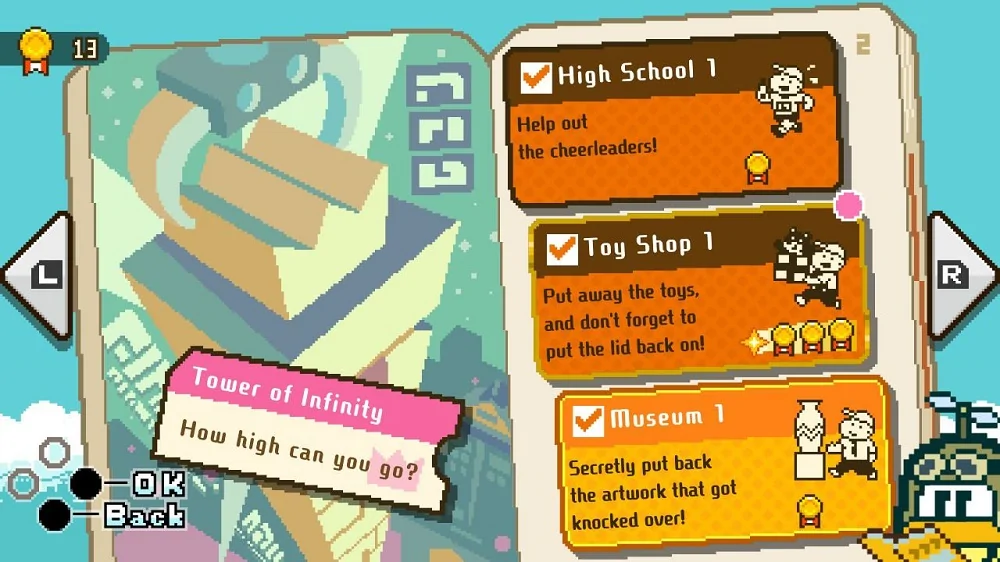 13
2
High School 1
Help out
the cheerleaders!
Toy Shop 1
Put away the toys,
and don't forget to
put the lid back on!
Museum 1
Secretly put back
the artwork that got
knocked over!
Tower of Infinity
How high can you go?
L
R
OK
Back